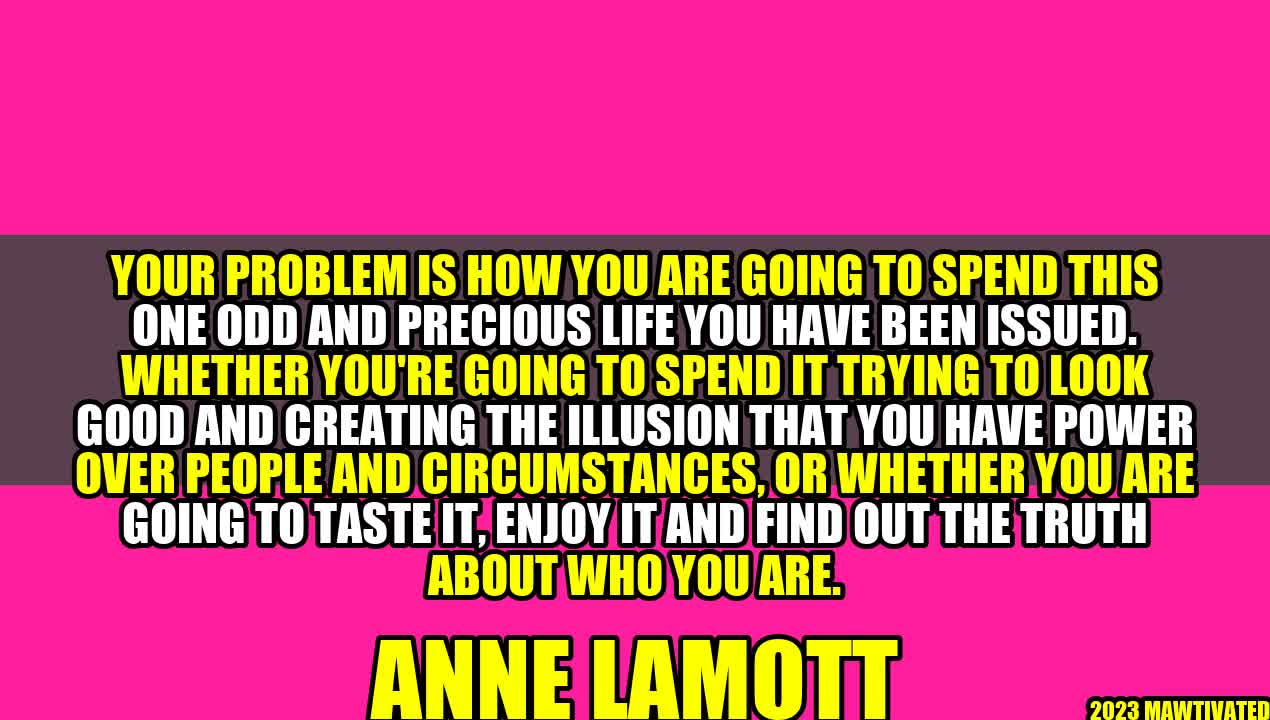 YOUR PROBLEM IS HOW YOU ARE GOING TO SPEND THIS
ONE ODD AND PRECIOUS LIFE YOU HAVE BEEN ISSUED.
WHETHER YOU'RE GOING TO SPEND IT TRYING TO LOOK
GOOD AND CREATING THE ILLUSION THAT YOU HAVE POWER
OVER PEOPLE AND CIRCUMSTANCES, OR WHETHER YOU ARE
GOING TO TASTE IT, ENJOY IT AND FIND OUT THE TRUTH
ABOUT WHO YOU ARE.
ANNE LAMOTT
2023 MAWTIVATED